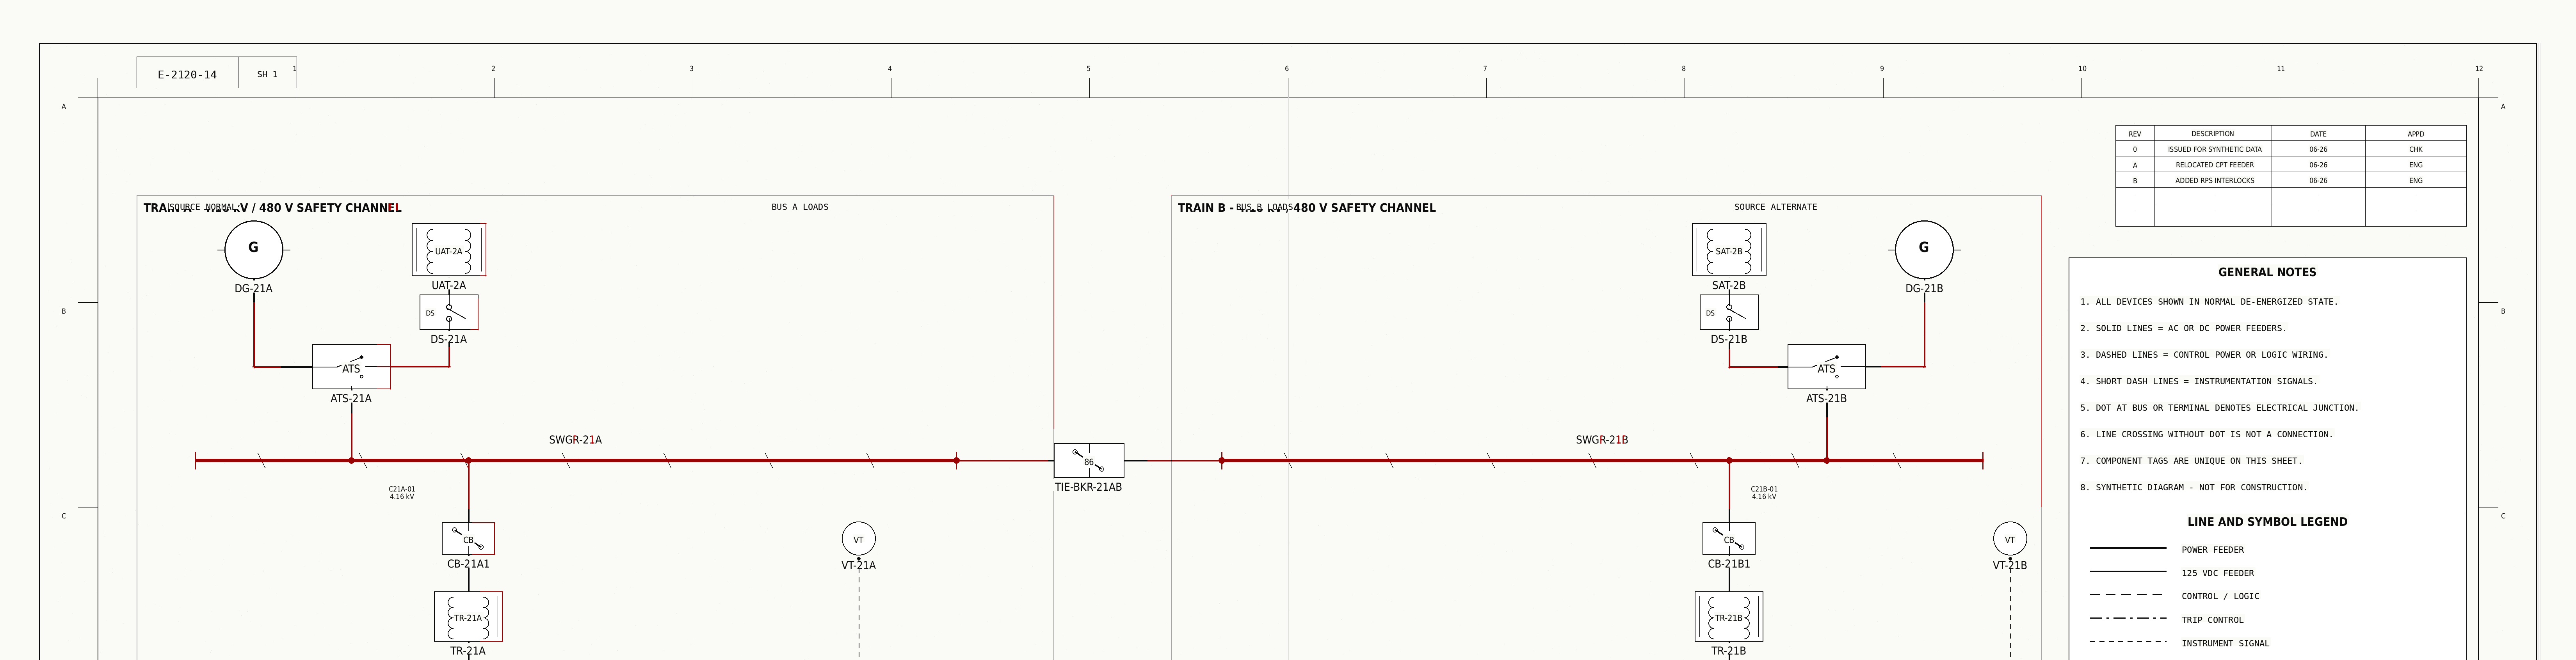 E-2120-14 SH 1
1 2 3 4 5 6 7 8 9 10 11 12
A A
REV DESCRIPTION DATE APPD
0 ISSUED FOR SYNTHETIC DATA 06-26 CHK
A RELOCATED CPT FEEDER 06-26 ENG
B ADDED RPS INTERLOCKS 06-26 ENG
/ 480 V SAFETY CHANNEL
SOURCE NORMAL
BUS A LOADS
TRAIN B - / 480 V SAFETY CHANNEL
BUS B LOADS
SOURCE ALTERNATE
G
DG-21A
UAT-2A
UAT-2A
DS
DS-21A
ATS
ATS-21A
SWGR-21A
C21A-01
4.16 kV
CB
CB-21A1
TR-21A
TR-21A
VT
VT-21A
86
TIE-BKR-21AB
SAT-2B
SAT-2B
DS
DS-21B
G
DG-21B
ATS
ATS-21B
SWGR-21B
C21B-01
4.16 kV
CB
CB-21B1
TR-21B
TR-21B
VT
VT-21B
B B
C C
GENERAL NOTES
1. ALL DEVICES SHOWN IN NORMAL DE-ENERGIZED STATE.
2. SOLID LINES = AC OR DC POWER FEEDERS.
3. DASHED LINES = CONTROL POWER OR LOGIC WIRING.
4. SHORT DASH LINES = INSTRUMENTATION SIGNALS.
5. DOT AT BUS OR TERMINAL DENOTES ELECTRICAL JUNCTION.
6. LINE CROSSING WITHOUT DOT IS NOT A CONNECTION.
7. COMPONENT TAGS ARE UNIQUE ON THIS SHEET.
8. SYNTHETIC DIAGRAM - NOT FOR CONSTRUCTION.
LINE AND SYMBOL LEGEND
POWER FEEDER
125 VDC FEEDER
CONTROL / LOGIC
TRIP CONTROL
INSTRUMENT SIGNAL